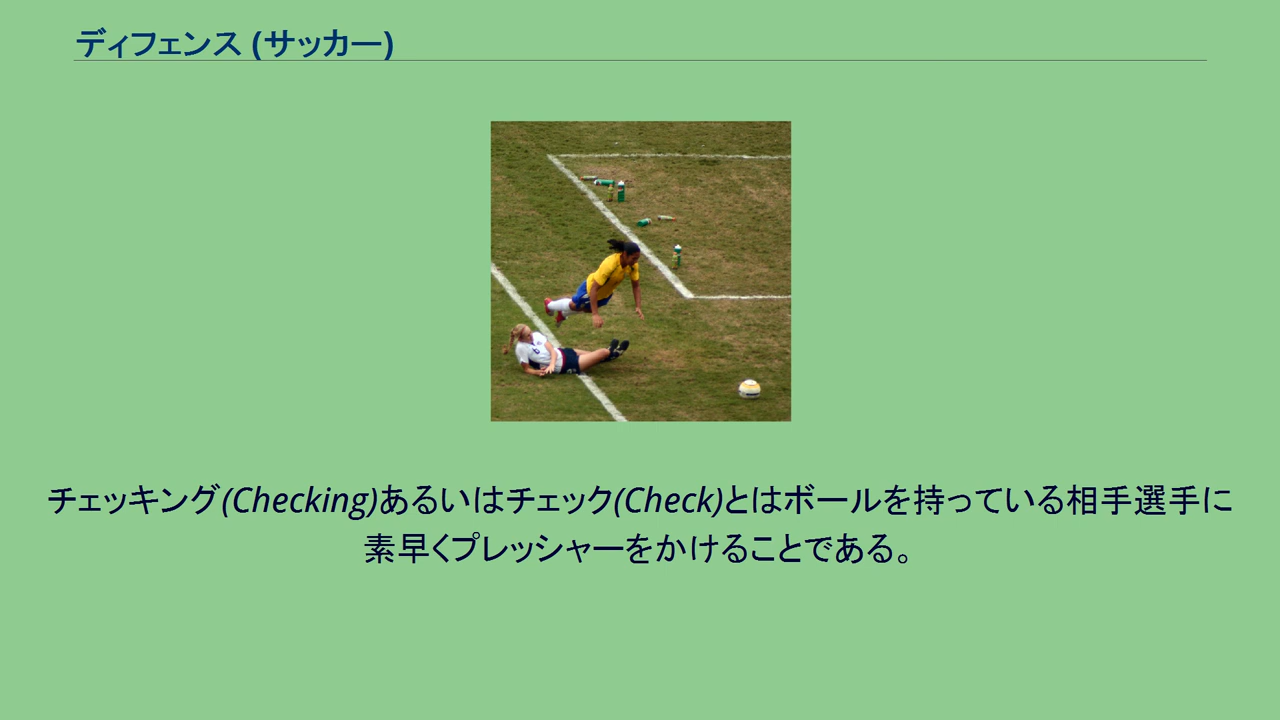 ディフェンス (サッカー)
チェッキング(Checking)あるいはチェック(Check)とはボールを持っている相手選手に
素早くプレッシャーをかけることである。